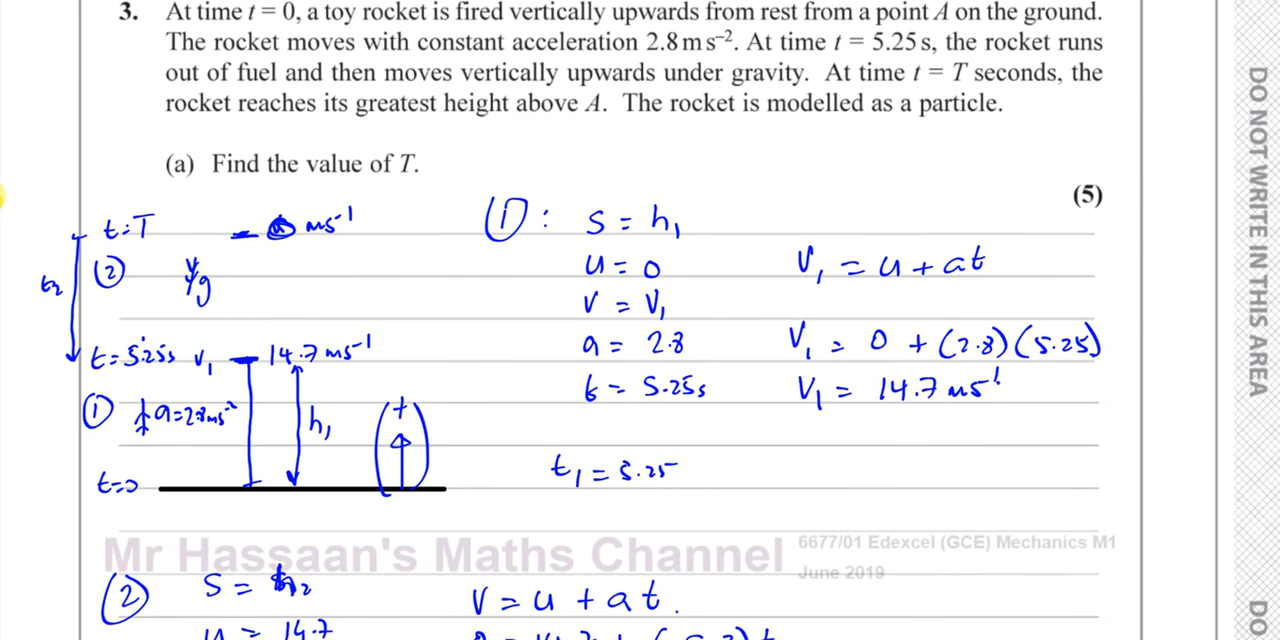 3. At time t = 0, a toy rocket is fired vertically upwards from rest from a point A on the ground.
The rocket moves with constant acceleration 2.8 m s⁻². At time t = 5.25 s, the rocket runs
out of fuel and then moves vertically upwards under gravity. At time t = T seconds, the
rocket reaches its greatest height above A. The rocket is modelled as a particle.
(a) Find the value of T.
(5)
t=T
ms⁻¹
t₂
②
g
t=5.25s v₁ 14.7 ms⁻¹
① a=2.8ms⁻²
h₁
+
t=0
①: s = h₁
u = 0
v = v₁
a = 2.8
t = 5.25s
t₁ = 5.25
v₁ = u + at
v₁ = 0 + (2.8)(5.25)
v₁ = 14.7 ms⁻¹
Mr Hassaan's Maths Channel
6677/01 Edexcel (GCE) Mechanics M1
June 2019
② s = h₂
u = 14.7
v = u + at.
DO NOT WRITE IN THIS AREA
DO